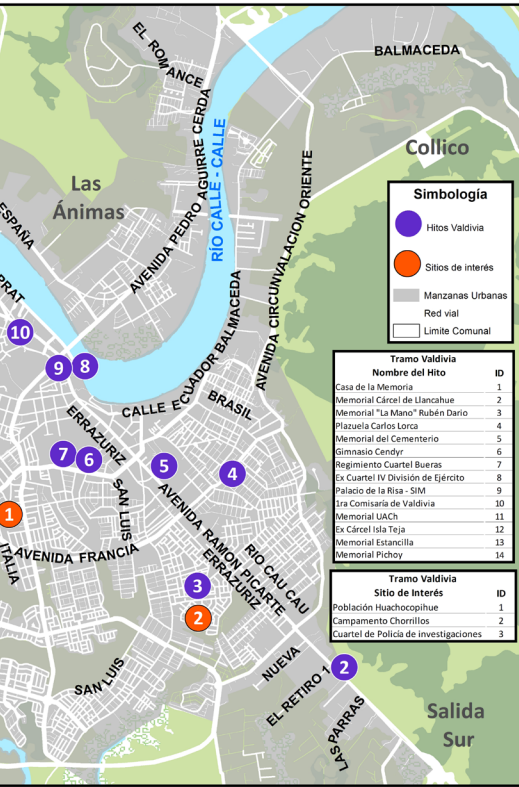 EL ROMANCE
BALMACEDA
Collico
Las
Ánimas
AVENIDA PEDRO AGUIRRE CERDA
RÍO CALLE - CALLE
AVENIDA CIRCUNVALACION ORIENTE
ESPAÑA
PRAT
Simbología
Hitos Valdivia
Sitios de interés
Manzanas Urbanas
Red vial
Limite Comunal
10
9
8
CALLE ECUADOR BALMACEDA
BRASIL
ERRAZURIZ
7
6
5
4
SAN LUIS
1
ITALIA
AVENIDA FRANCIA
AVENIDA RAMON PICARTE
ERRAZURIZ
RIO CAU CAU
3
2
2
NUEVA
EL RETIRO 1
LAS PARRAS
SAN LUIS
Salida
Sur
Tramo Valdivia
Nombre del Hito ID
Casa de la Memoria 1
Memorial Cárcel de Llancahue 2
Memorial "La Mano" Rubén Dario 3
Plazuela Carlos Lorca 4
Memorial del Cementerio 5
Gimnasio Cendyr 6
Regimiento Cuartel Bueras 7
Ex Cuartel IV División de Ejército 8
Palacio de la Risa - SIM 9
1ra Comisaría de Valdivia 10
Memorial UACh 11
Ex Cárcel Isla Teja 12
Memorial Estancilla 13
Memorial Pichoy 14
Tramo Valdivia
Sitio de Interés ID
Población Huachocopihue 1
Campamento Chorrillos 2
Cuartel de Policía de investigaciones 3